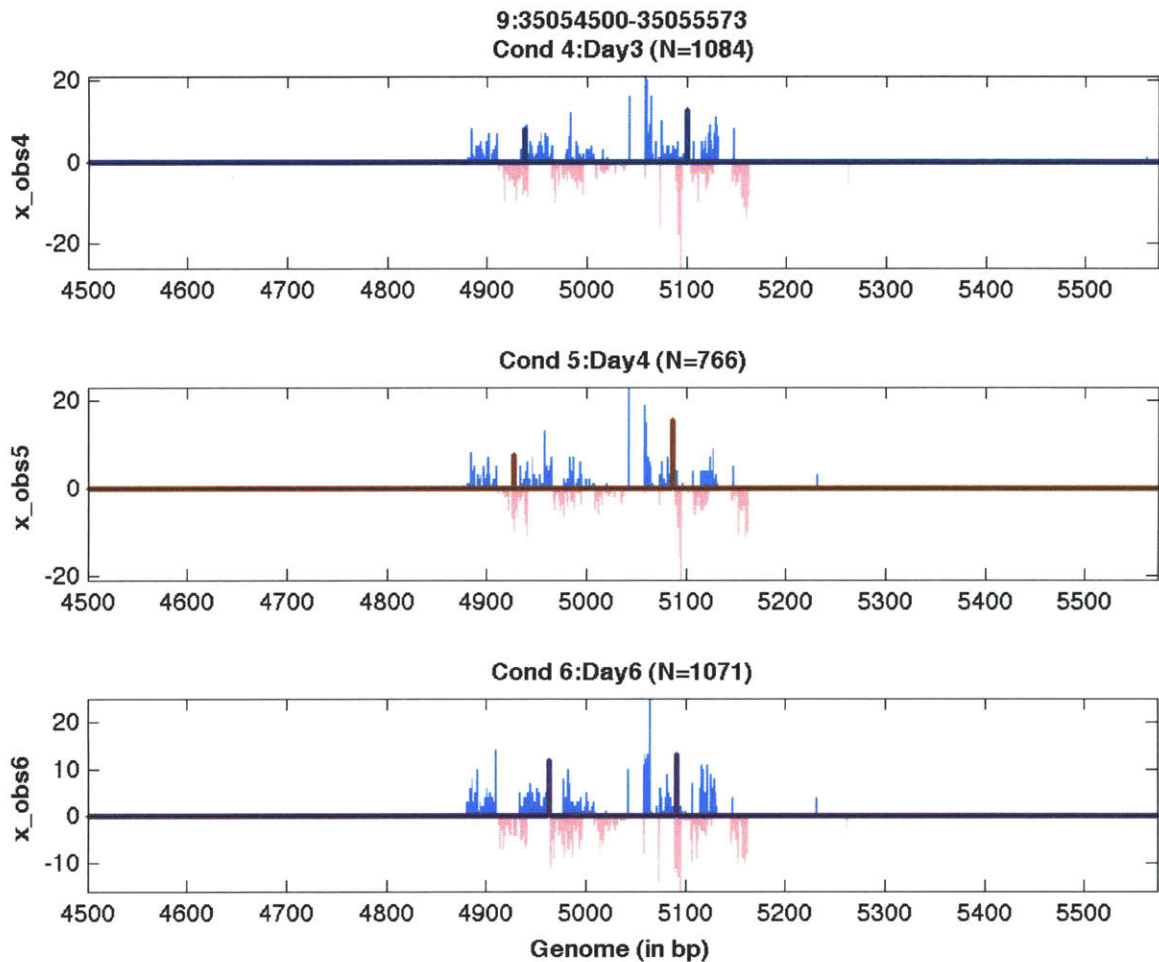 9:35054500-35055573
Cond 4:Day3 (N=1084)
x_obs4
20
0
-20
4500 4600 4700 4800 4900 5000 5100 5200 5300 5400 5500
Cond 5:Day4 (N=766)
x_obs5
20
0
-20
4500 4600 4700 4800 4900 5000 5100 5200 5300 5400 5500
Cond 6:Day6 (N=1071)
x_obs6
20
10
0
-10
4500 4600 4700 4800 4900 5000 5100 5200 5300 5400 5500
Genome (in bp)